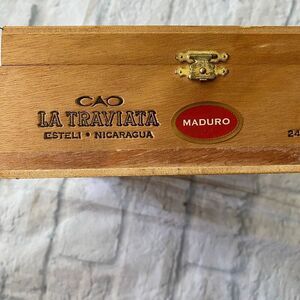 CAO
LA TRAVIATA
ESTELI • NICARAGUA
MADURO
24